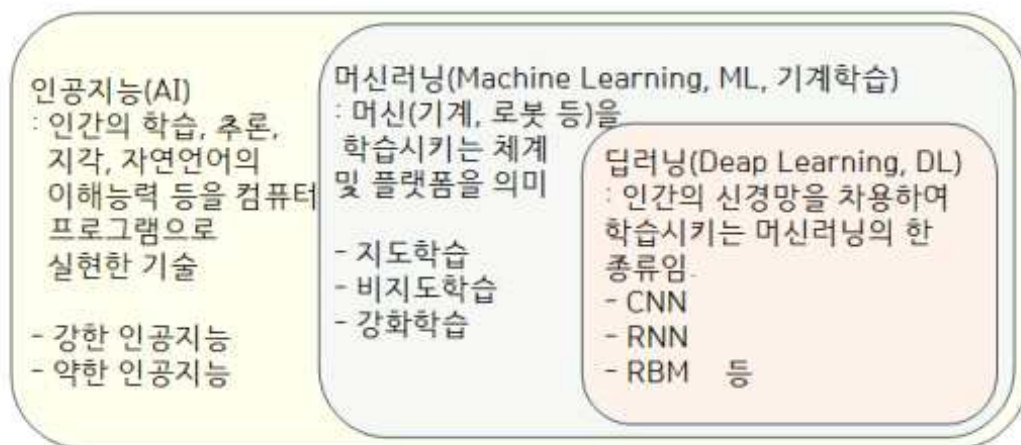 인공지능(AI)
: 인간의 학습, 추론,
지각, 자연언어의
이해능력 등을 컴퓨터
프로그램으로
실현한 기술
- 강한 인공지능
- 약한 인공지능
머신러닝(Machine Learning, ML, 기계학습)
: 머신(기계, 로봇 등)을
학습시키는 체계
및 플랫폼을 의미
- 지도학습
- 비지도학습
- 강화학습
딥러닝(Deap Learning, DL)
: 인간의 신경망을 차용하여
학습시키는 머신러닝의 한
종류임.
- CNN
- RNN
- RBM 등